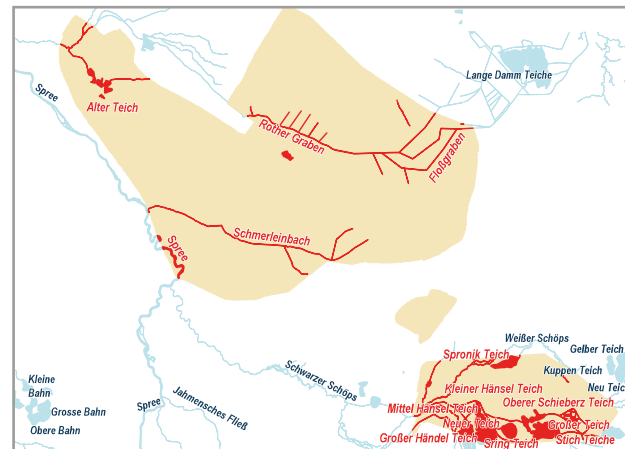 Lange Damm Teiche
Spree
Alter Teich
Rother Graben
Floßgraben
Schmerleinbach
Spree
Weißer Schöps
Gelber Teich
Spronik Teich
Kuppen Teich
Schwarzer Schöps
Kleine
Bahn
Kleiner Hänsel Teich
Neu Teic
Jahmensches Fließ
Spree
Mittel Hänsel Teich
Oberer Schieberz Teich
Grosse Bahn
Neuer Teich
Großer Teich
Obere Bahn
Großer Händel Teich
Sring Teich
Stich Teiche